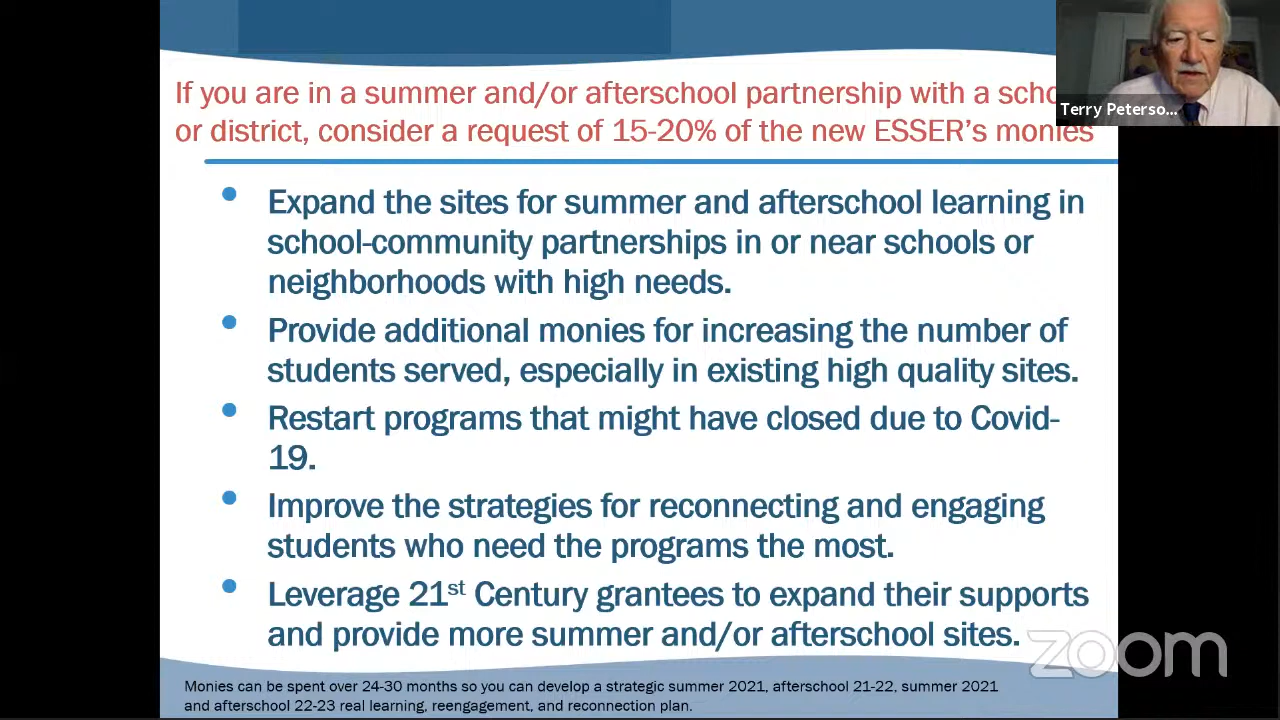 If you are in a summer and/or afterschool partnership with a
or district, consider a request of 15-20% of the new ESSER's monies
Terry Peterso...
Expand the sites for summer and afterschool learning in
school-community partnerships in or near schools or
neighborhoods with high needs.
Provide additional monies for increasing the number of
students served, especially in existing high quality sites.
Restart programs that might have closed due to Covid-
19.
Improve the strategies for reconnecting and engaging
students who need the programs the most.
Leverage 21st Century grantees to expand their supports
and provide more summer and/or afterschool sites.
zoom
Monies can be spent over 24-30 months so you can develop a strategic summer 2021, afterschool 21-22, summer 2021
and afterschool 22-23 real learning, reengagement, and reconnection plan.